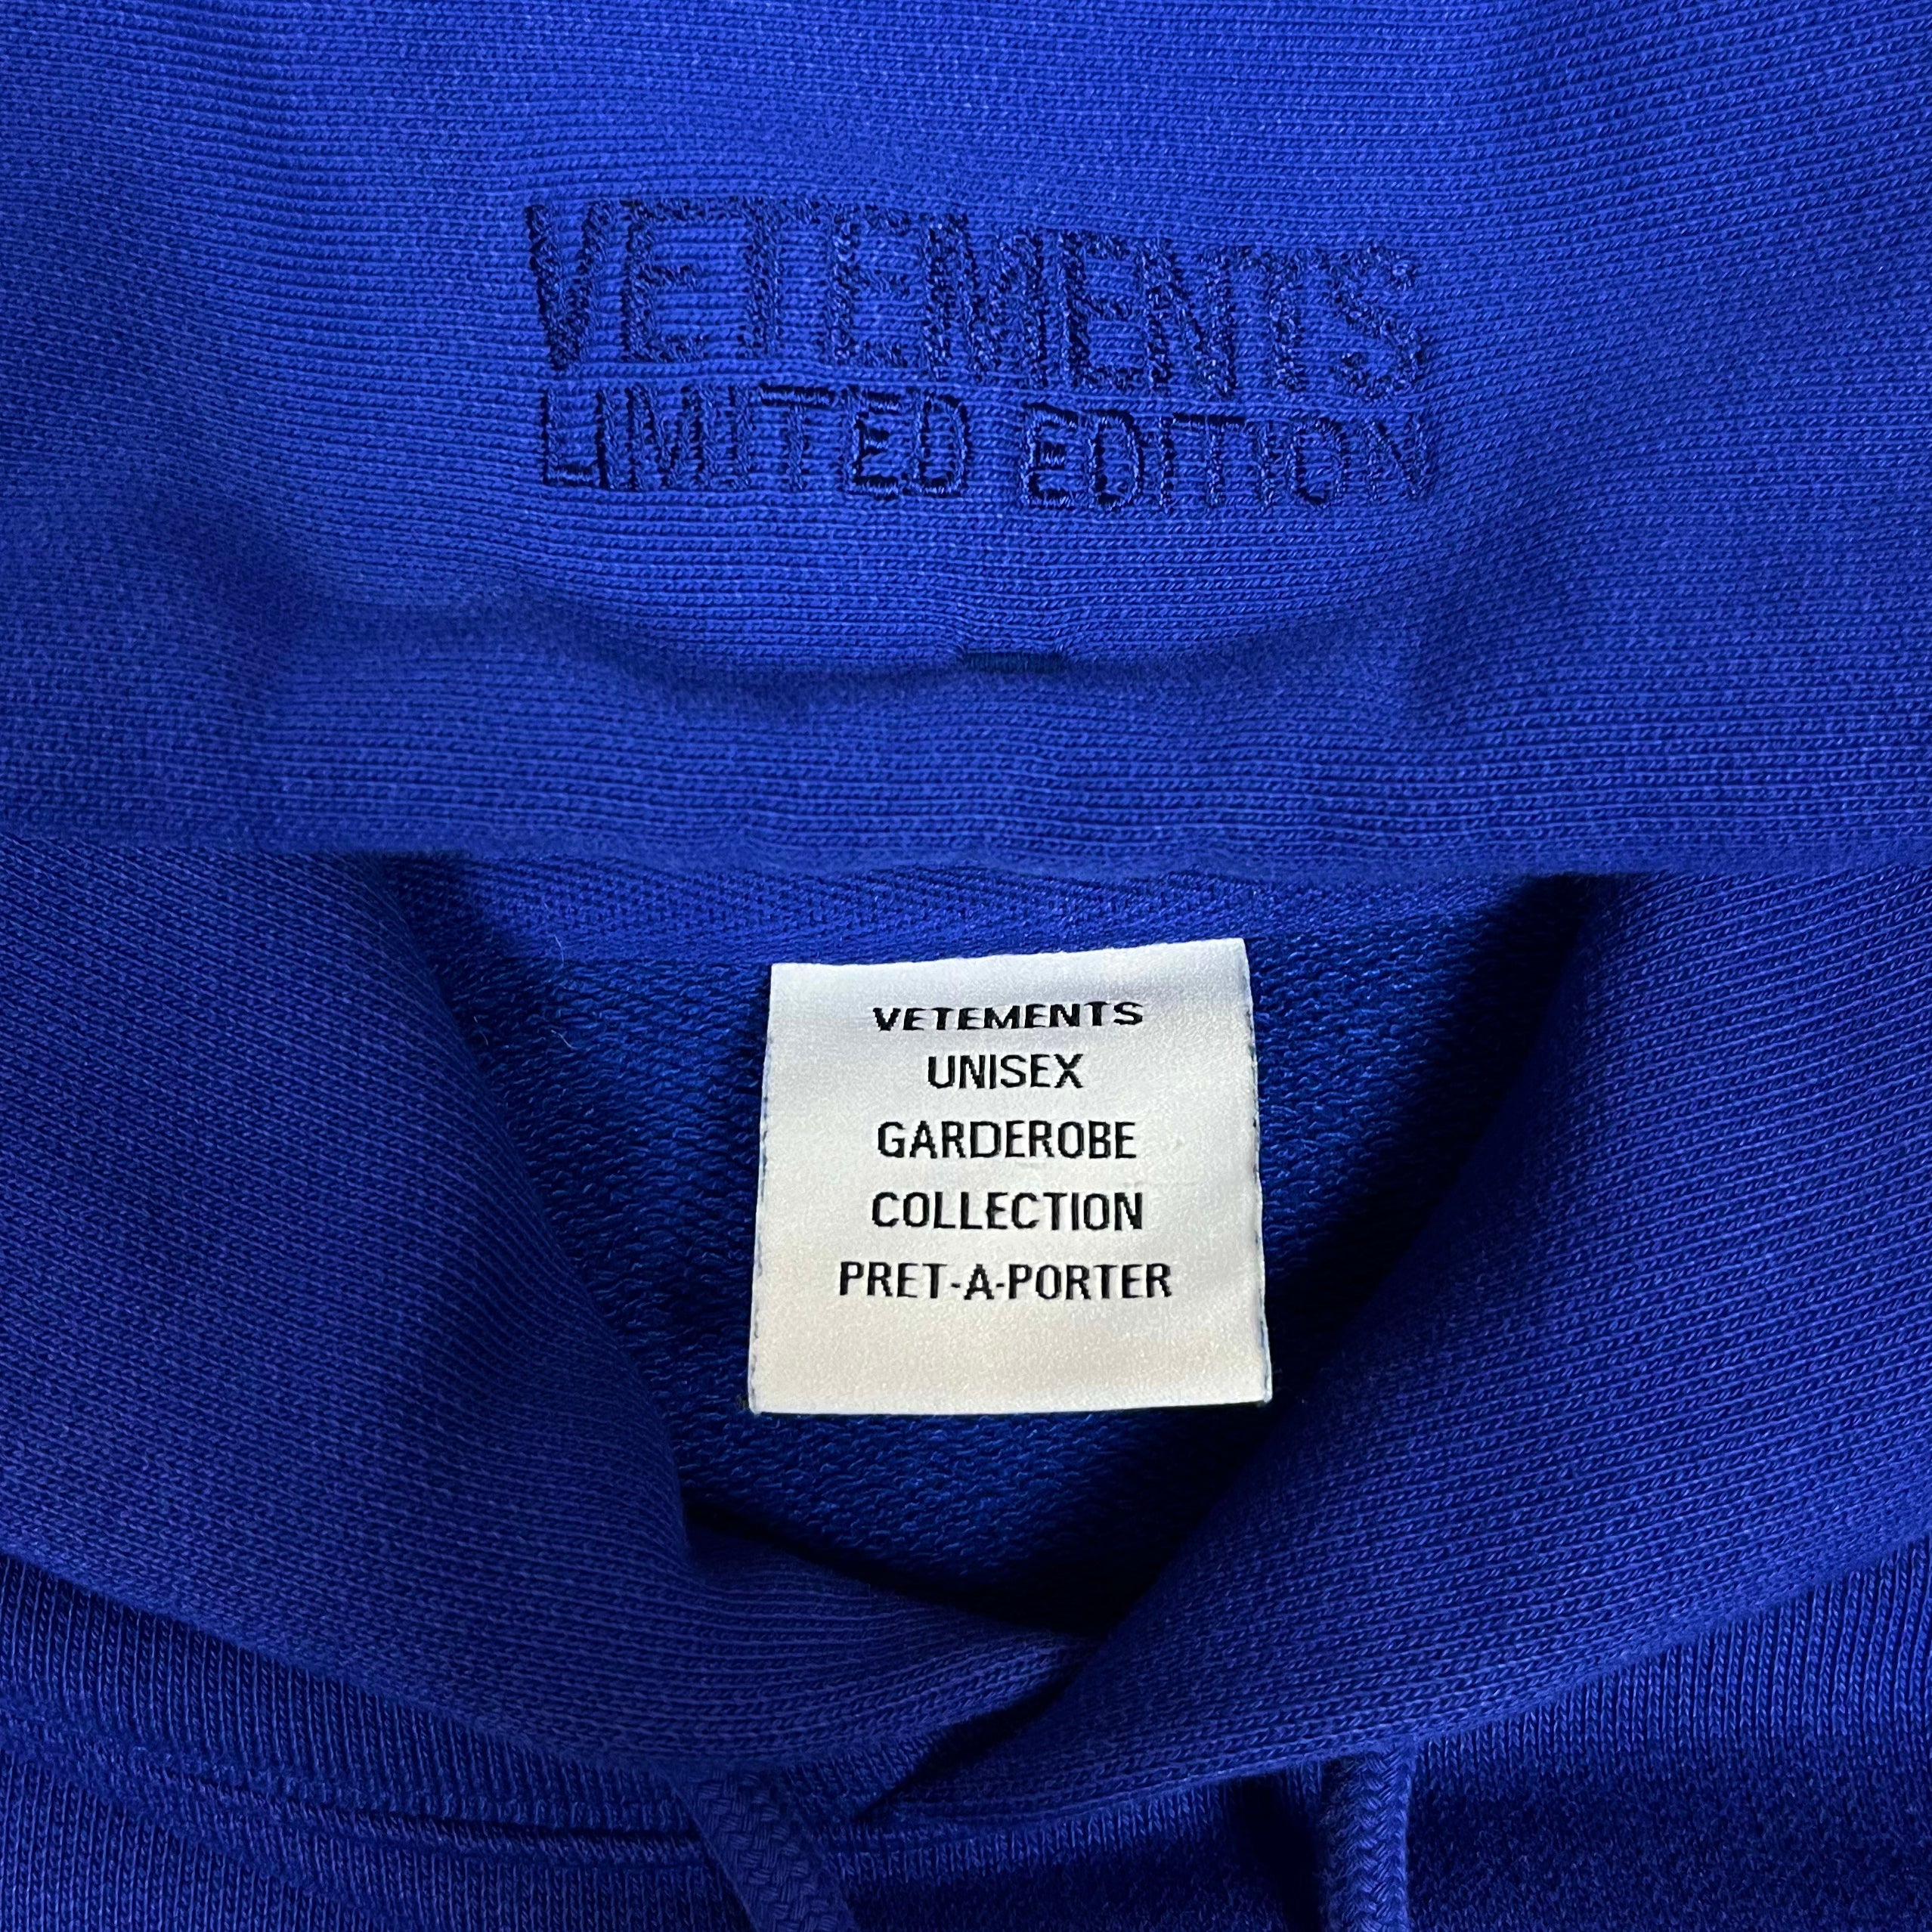 VETEMENTS
LIMITED EDITION
VETEMENTS
UNISEX
GARDEROBE
COLLECTION
PRET-A-PORTER